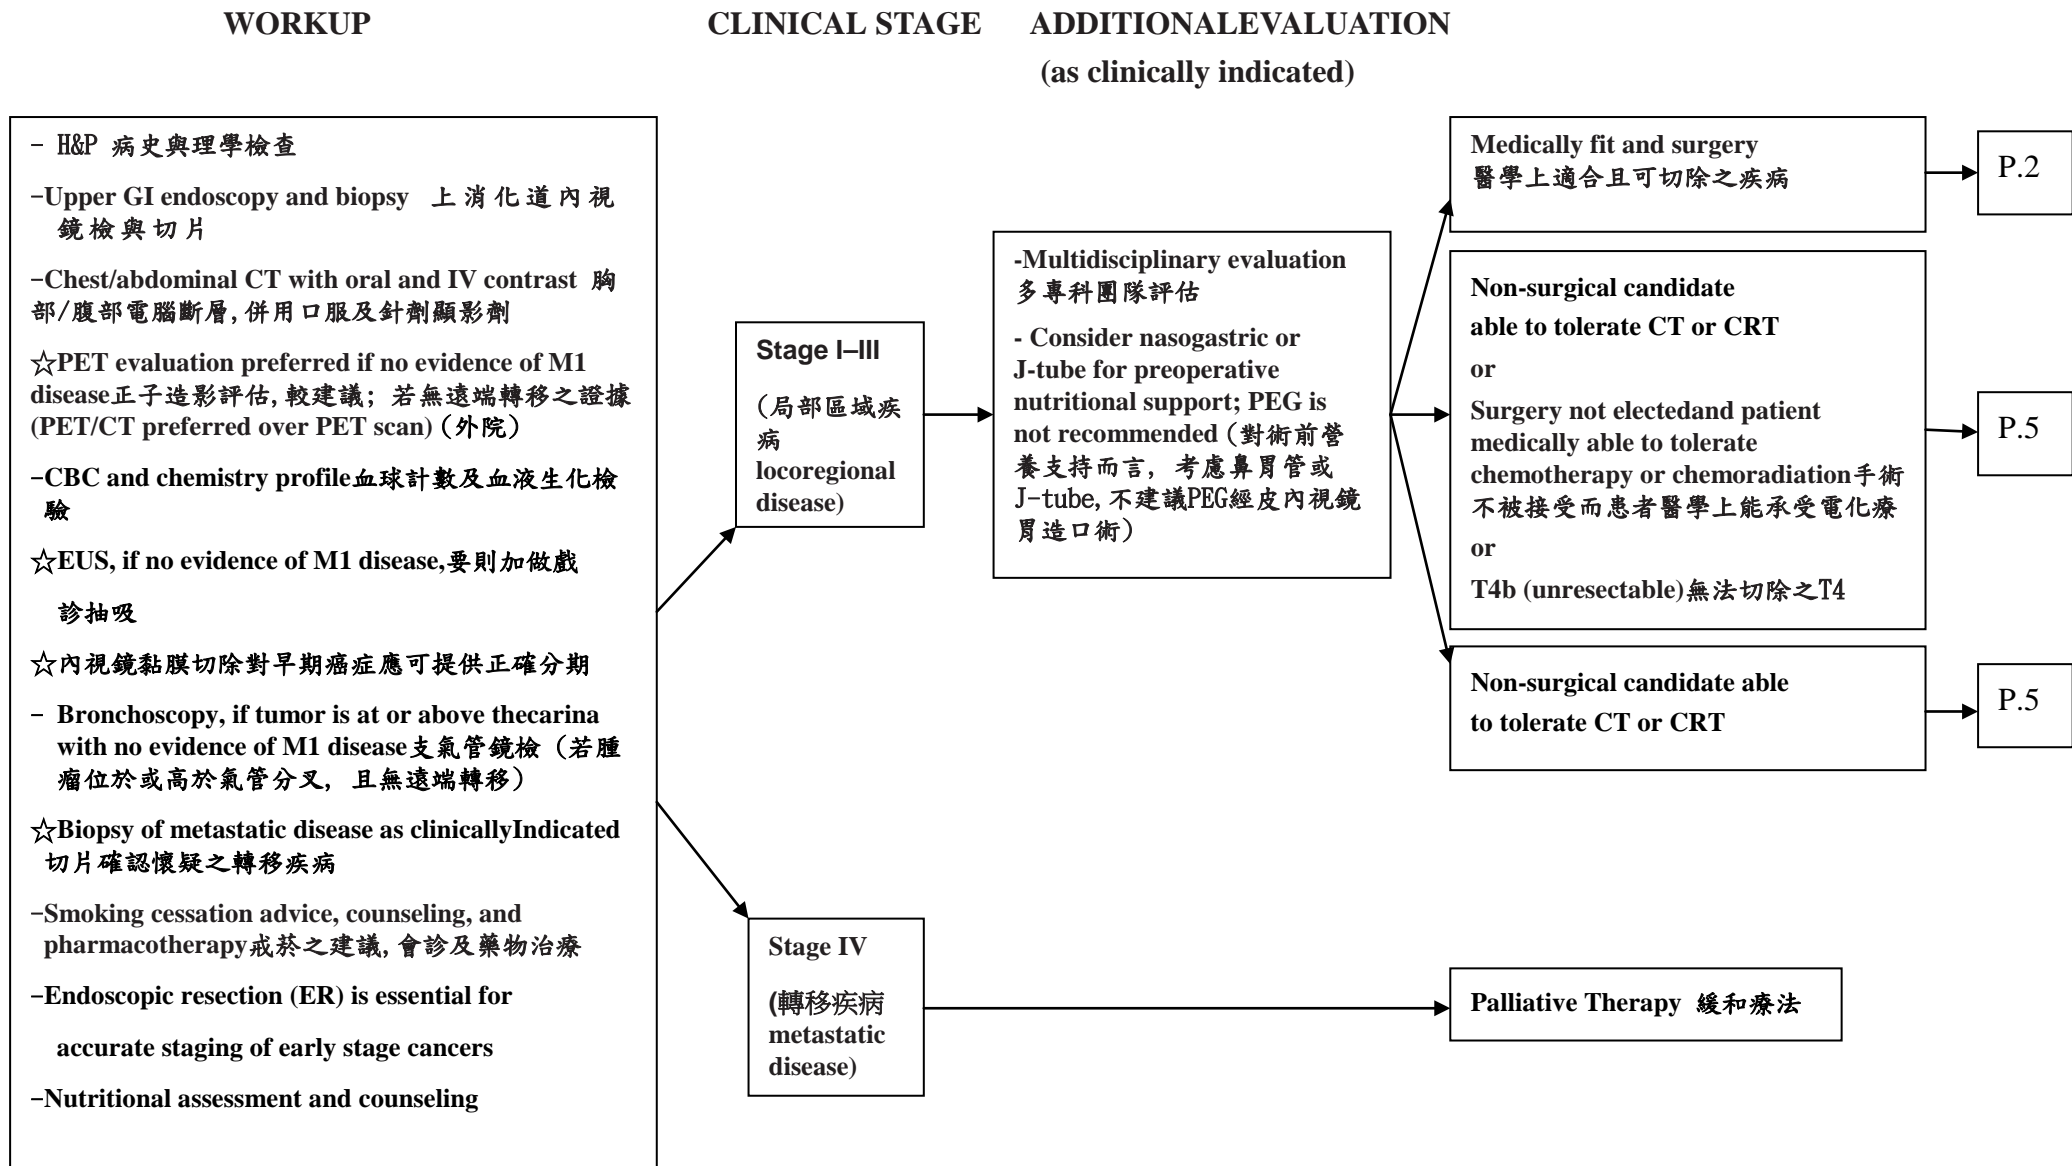 WORKUP
CLINICAL STAGE
ADDITIONALEVALUATION
(as clinically indicated)
- H&P 病史與理學檢查
-Upper GI endoscopy and biopsy 上消化道內視
鏡檢與切片
-Chest/abdominal CT with oral and IV contrast 胸
部/腹部電腦斷層,併用口服及針劑顯影劑
☆PET evaluation preferred if no evidence of M1
disease正子造影評估,較建議; 若無遠端轉移之證據
(PET/CT preferred over PET scan)（外院）
-CBC and chemistry profile血球計數及血液生化檢
驗
☆EUS, if no evidence of M1 disease,要則加做戲
診抽吸
☆內視鏡黏膜切除對早期癌症應可提供正確分期
- Bronchoscopy, if tumor is at or above thecarina
with no evidence of M1 disease支氣管鏡檢（若腫
瘤位於或高於氣管分叉, 且無遠端轉移）
☆Biopsy of metastatic disease as clinicallyIndicated
切片確認懷疑之轉移疾病
-Smoking cessation advice, counseling, and
pharmacotherapy戒菸之建議,會診及藥物治療
-Endoscopic resection (ER) is essential for
accurate staging of early stage cancers
-Nutritional assessment and counseling
Stage I–III
(局部區域疾
病
locoregional
disease)
Stage IV
(轉移疾病
metastatic
disease)
-Multidisciplinary evaluation
多專科團隊評估
- Consider nasogastric or
J-tube for preoperative
nutritional support; PEG is
not recommended（對術前營
養支持而言, 考慮鼻胃管或
J-tube,不建議PEG經皮內視鏡
胃造口術）
Medically fit and surgery
醫學上適合且可切除之疾病
P.2
Non-surgical candidate
able to tolerate CT or CRT
or
Surgery not electedand patient
medically able to tolerate
chemotherapy or chemoradiation手術
不被接受而患者醫學上能承受電化療
or
T4b (unresectable)無法切除之T4
P.5
Non-surgical candidate able
to tolerate CT or CRT
P.5
Palliative Therapy 緩和療法